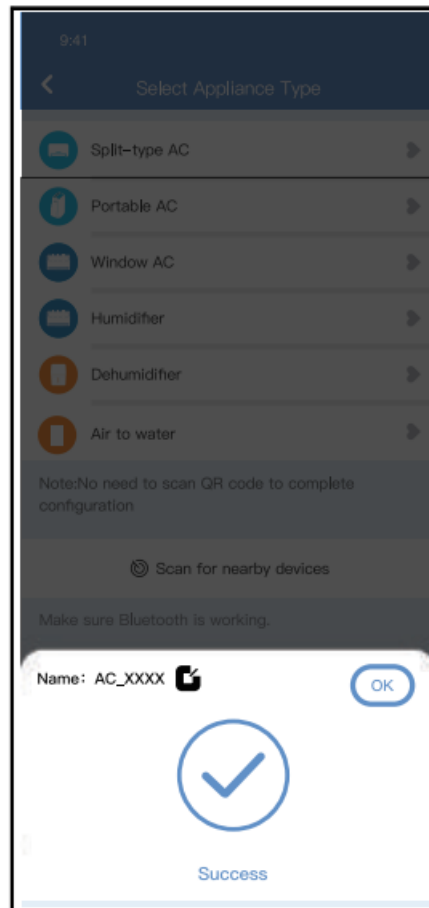 9:41
Select Appliance Type
Split-type AC
Portable AC
Window AC
Humidifier
Dehumidifier
Air to water
Note:No need to scan QR code to complete
configuration
Scan for nearby devices
Make sure Bluetooth is working.
Name: AC_XXXX
OK
Success